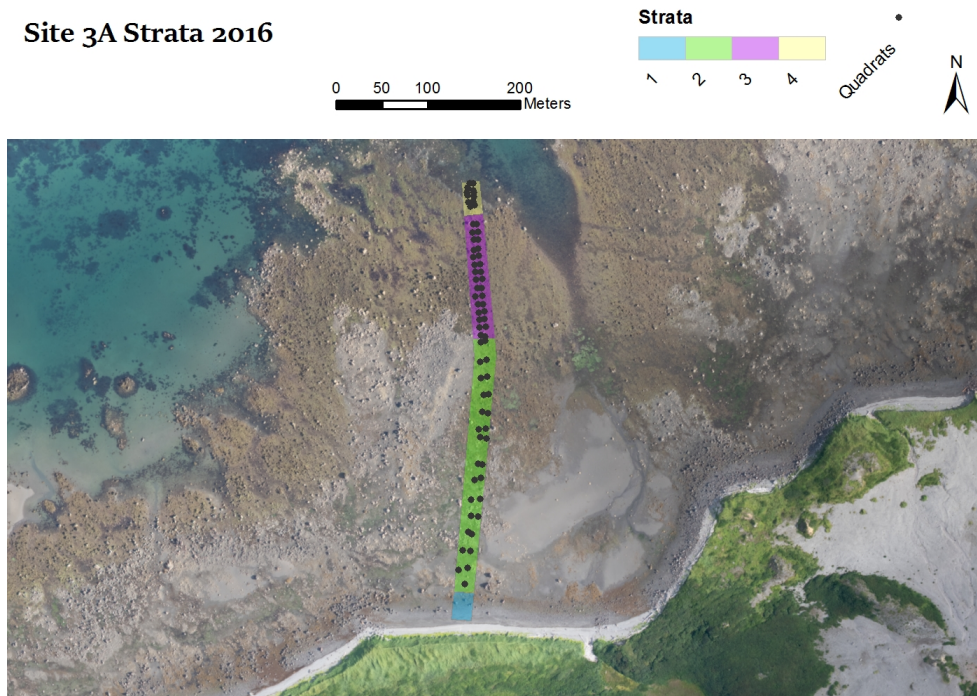 Site 3A Strata 2016
Strata
1
2
3
4
Quadrats
N
0 50 100 200
Meters